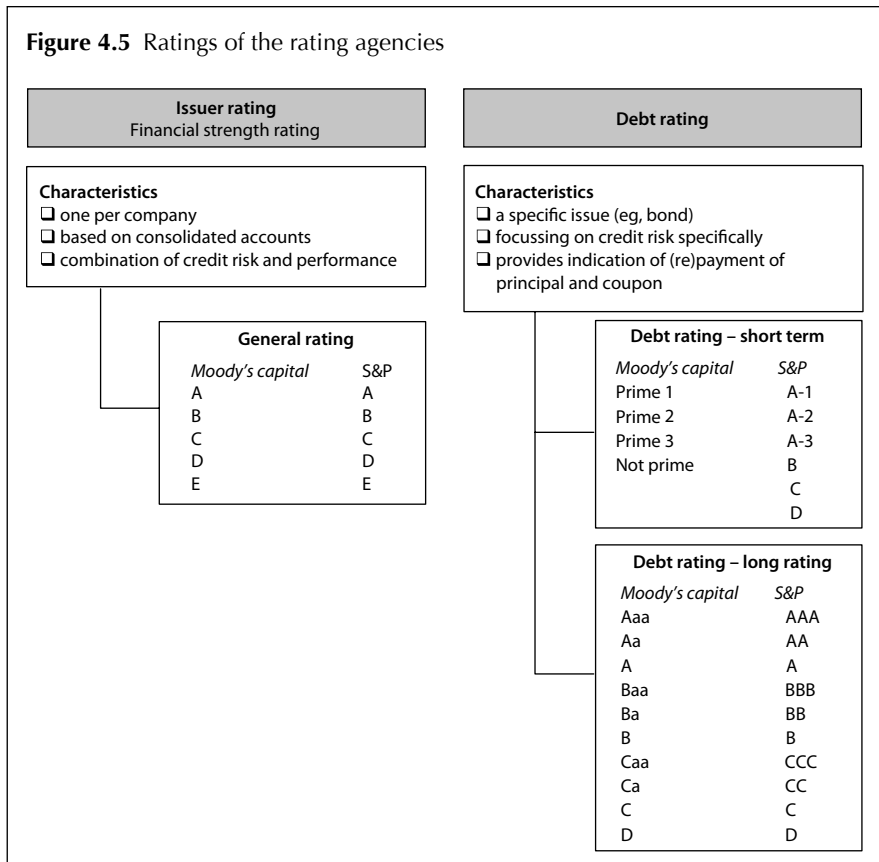 Figure 4.5 Ratings of the rating agencies
Issuer rating
Financial strength rating
Characteristics
❑ one per company
❑ based on consolidated accounts
❑ combination of credit risk and performance
General rating
Moody's capital S&P
A A
B B
C C
D D
E E
Debt rating
Characteristics
❑ a specific issue (eg, bond)
❑ focussing on credit risk specifically
❑ provides indication of (re)payment of
principal and coupon
Debt rating – short term
Moody's capital S&P
Prime 1 A-1
Prime 2 A-2
Prime 3 A-3
Not prime B
C
D
Debt rating – long rating
Moody's capital S&P
Aaa AAA
Aa AA
A A
Baa BBB
Ba BB
B B
Caa CCC
Ca CC
C C
D D